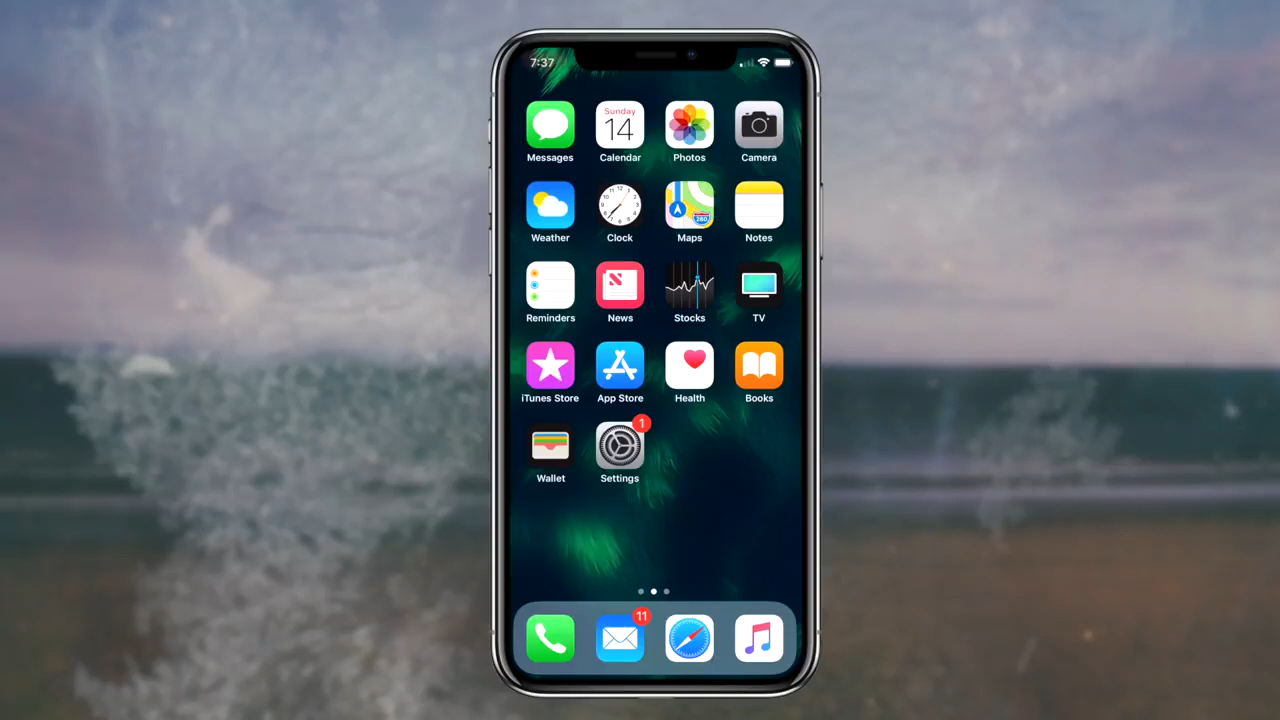 7:37
Sunday
14
Messages
Calendar
Photos
Camera
280
Weather
Clock
Maps
Notes
Reminders
News
Stocks
TV
iTunes Store
App Store
Health
Books
1
Wallet
Settings
11